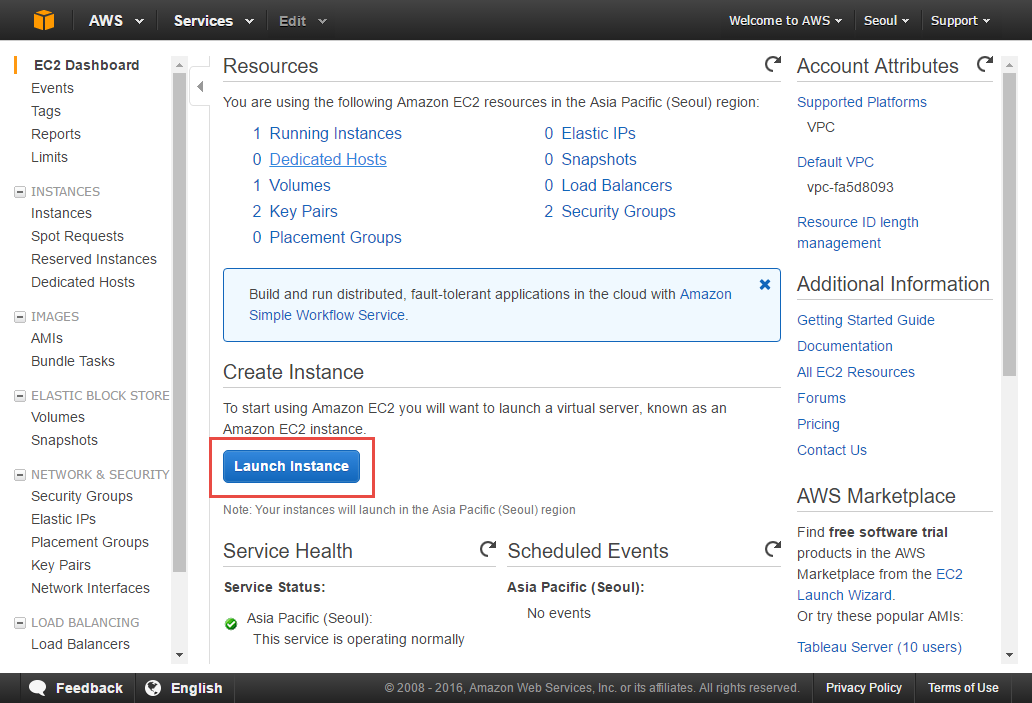 AWS Services Edit Welcome to AWS Seoul Support
EC2 Dashboard
Events
Tags
Reports
Limits
INSTANCES
Instances
Spot Requests
Reserved Instances
Dedicated Hosts
IMAGES
AMIs
Bundle Tasks
ELASTIC BLOCK STORE
Volumes
Snapshots
NETWORK & SECURITY
Security Groups
Elastic IPs
Placement Groups
Key Pairs
Network Interfaces
LOAD BALANCING
Load Balancers
Resources
You are using the following Amazon EC2 resources in the Asia Pacific (Seoul) region:
1 Running Instances 0 Elastic IPs
0 Dedicated Hosts 0 Snapshots
1 Volumes 0 Load Balancers
2 Key Pairs 2 Security Groups
0 Placement Groups
Build and run distributed, fault-tolerant applications in the cloud with Amazon
Simple Workflow Service.
Create Instance
To start using Amazon EC2 you will want to launch a virtual server, known as an
Amazon EC2 instance.
Launch Instance
Note: Your instances will launch in the Asia Pacific (Seoul) region
Service Health
Service Status:
Asia Pacific (Seoul):
This service is operating normally
Scheduled Events
Asia Pacific (Seoul):
No events
Account Attributes
Supported Platforms
VPC
Default VPC
vpc-fa5d8093
Resource ID length
management
Additional Information
Getting Started Guide
Documentation
All EC2 Resources
Forums
Pricing
Contact Us
AWS Marketplace
Find free software trial
products in the AWS
Marketplace from the EC2
Launch Wizard.
Or try these popular AMIs:
Tableau Server (10 users)
Feedback English © 2008 - 2016, Amazon Web Services, Inc. or its affiliates. All rights reserved. Privacy Policy Terms of Use